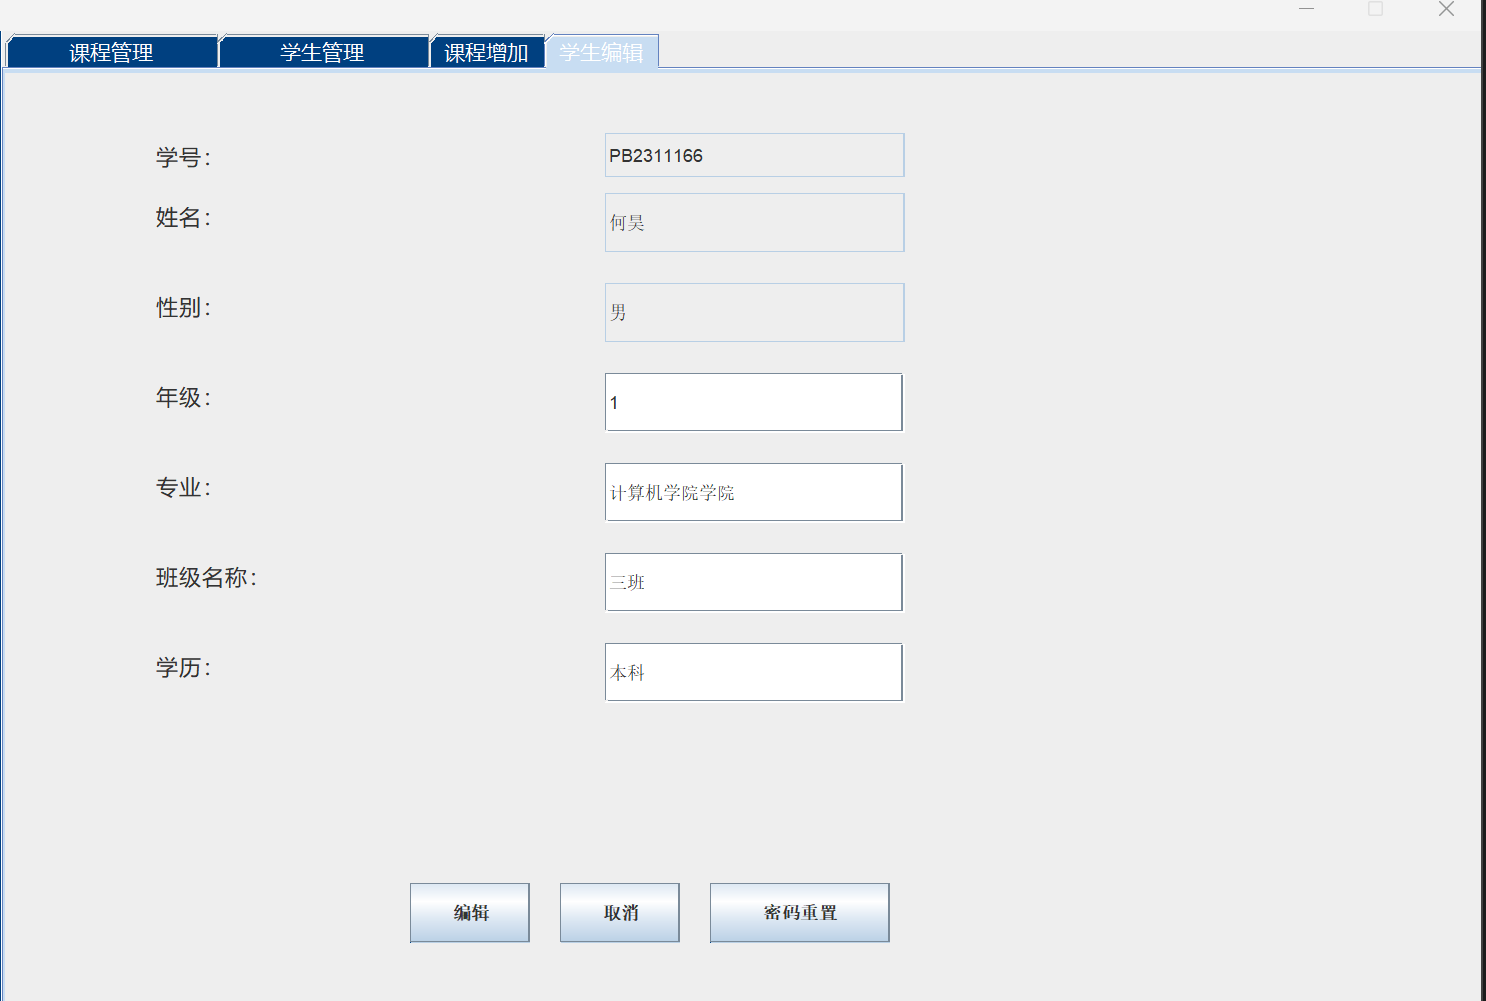 课程管理 学生管理 课程增加 学生编辑
学号： PB2311166
姓名： 何昊
性别： 男
年级： 1
专业： 计算机学院学院
班级名称： 三班
学历： 本科
编辑 取消 密码重置